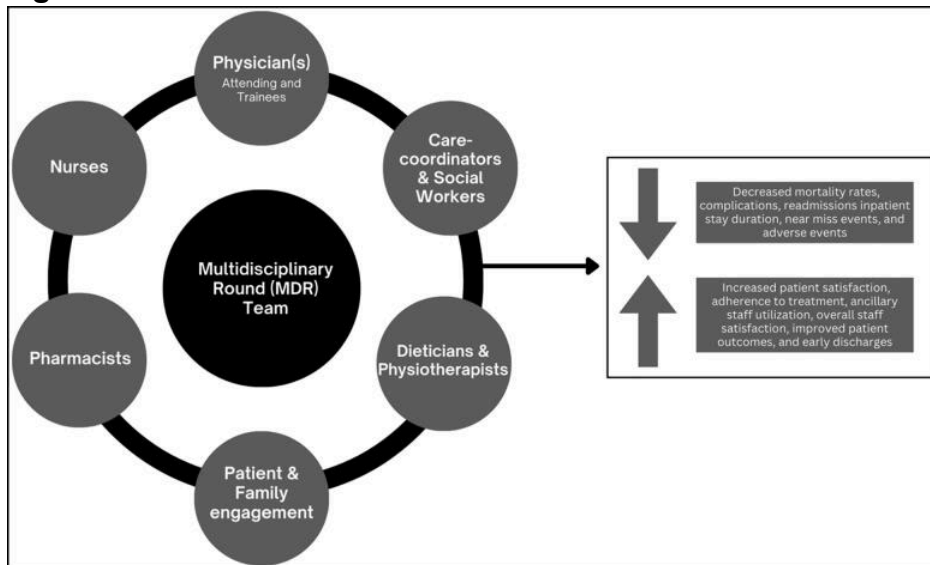 Physician(s)
Attending and
Trainees
Care-
coordinators
& Social
Workers
Nurses
Multidisciplinary
Round (MDR)
Team
Pharmacists
Dieticians &
Physiotherapists
Patient &
Family
engagement
Decreased mortality rates,
complications, readmissions inpatient
stay duration, near miss events, and
adverse events
Increased patient satisfaction,
adherence to treatment, ancillary
staff utilization, overall staff
satisfaction, improved patient
outcomes, and early discharges